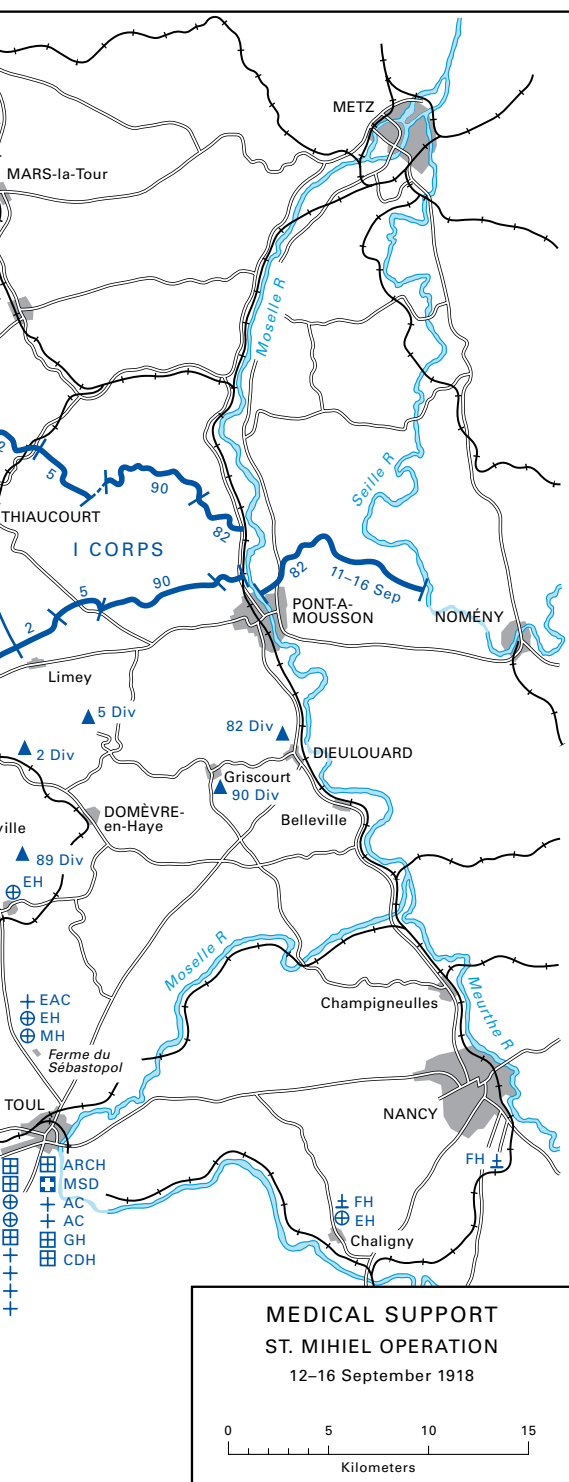 METZ
MARS-la-Tour
Moselle R
Seille R
2
5
90
82
THIAUCOURT
I CORPS
82
11–16 Sep
90
5
2
PONT-A-
MOUSSON
NOMÉNY
Limey
5 Div
82 Div
2 Div
DIEULOUARD
Griscourt
90 Div
DOMÈVRE-
en-Haye
Belleville
ville
89 Div
EH
Moselle R
Meurthe R
EAC
EH
MH
Champigneulles
Ferme du
Sébastopol
TOUL
NANCY
FH
ARCH
MSD
AC
AC
GH
CDH
FH
EH
Chaligny
MEDICAL SUPPORT
ST. MIHIEL OPERATION
12–16 September 1918
0 5 10 15
Kilometers